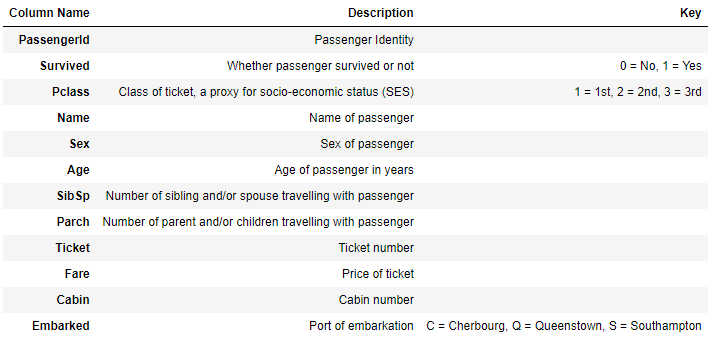 Column Name Description Key
PassengerId Passenger Identity
Survived Whether passenger survived or not 0 = No, 1 = Yes
Pclass Class of ticket, a proxy for socio-economic status (SES) 1 = 1st, 2 = 2nd, 3 = 3rd
Name Name of passenger
Sex Sex of passenger
Age Age of passenger in years
SibSp Number of sibling and/or spouse travelling with passenger
Parch Number of parent and/or children travelling with passenger
Ticket Ticket number
Fare Price of ticket
Cabin Cabin number
Embarked Port of embarkation C = Cherbourg, Q = Queenstown, S = Southampton